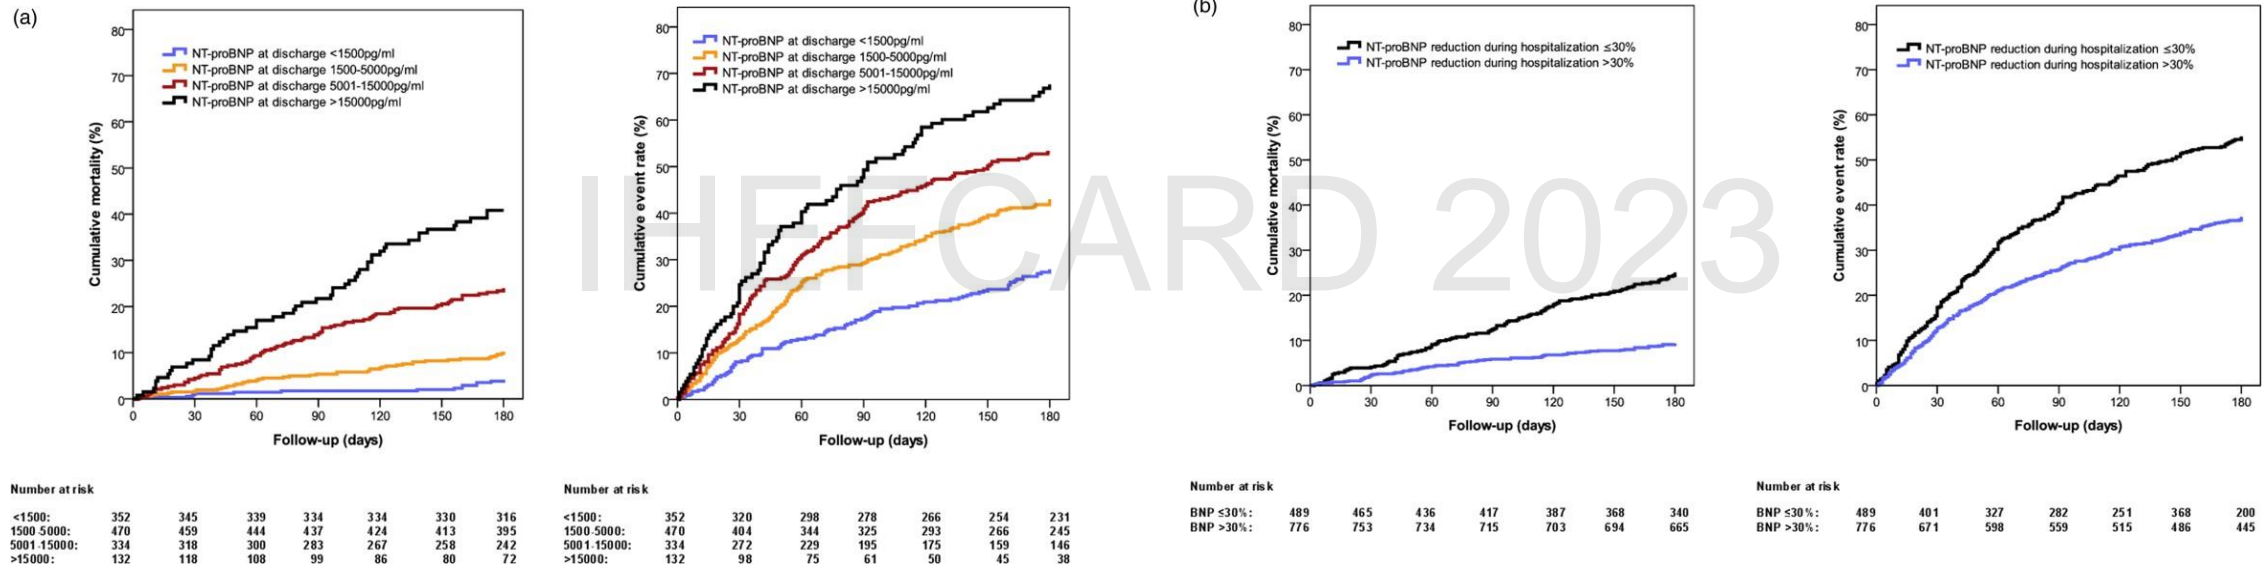 (a)
80
70
60
50
40
30
20
10
0
Cumulative mortality (%)
NT-proBNP at discharge <1500pg/ml
NT-proBNP at discharge 1500-5000pg/ml
NT-proBNP at discharge 5001-15000pg/ml
NT-proBNP at discharge >15000pg/ml
0 30 60 90 120 150 180
Follow-up (days)
Number at risk
<1500: 352 345 339 334 334 330 316
1500-5000: 470 459 444 437 424 413 395
5001-15000: 334 318 300 283 267 258 242
>15000: 132 118 108 99 86 80 72
80
70
60
50
40
30
20
10
0
Cumulative event rate (%)
NT-proBNP at discharge <1500pg/ml
NT-proBNP at discharge 1500-5000pg/ml
NT-proBNP at discharge 5001-15000pg/ml
NT-proBNP at discharge >15000pg/ml
0 30 60 90 120 150 180
Follow-up (days)
Number at risk
<1500: 352 320 298 278 266 254 231
1500-5000: 470 404 344 325 293 266 245
5001-15000: 334 272 229 195 175 159 146
>15000: 132 98 75 61 50 45 38
(b)
80
70
60
50
40
30
20
10
0
Cumulative mortality (%)
NT-proBNP reduction during hospitalization ≤30%
NT-proBNP reduction during hospitalization >30%
0 30 60 90 120 150 180
Follow-up (days)
Number at risk
BNP ≤30%: 489 465 436 417 387 368 340
BNP >30%: 776 753 734 715 703 694 665
80
70
60
50
40
30
20
10
0
Cumulative event rate (%)
NT-proBNP reduction during hospitalization ≤30%
NT-proBNP reduction during hospitalization >30%
0 30 60 90 120 150 180
Follow-up (days)
Number at risk
BNP ≤30%: 489 401 327 282 251 368 200
BNP >30%: 776 671 598 559 515 486 445
IHEFCARD 2023